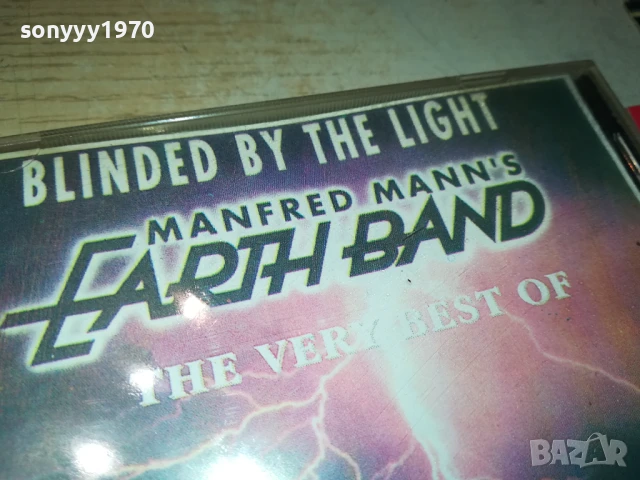 sonyyy1970
BLINDED BY THE LIGHT
MANFRED MANN'S
EARTH BAND
THE VERY BEST OF
BAZAR